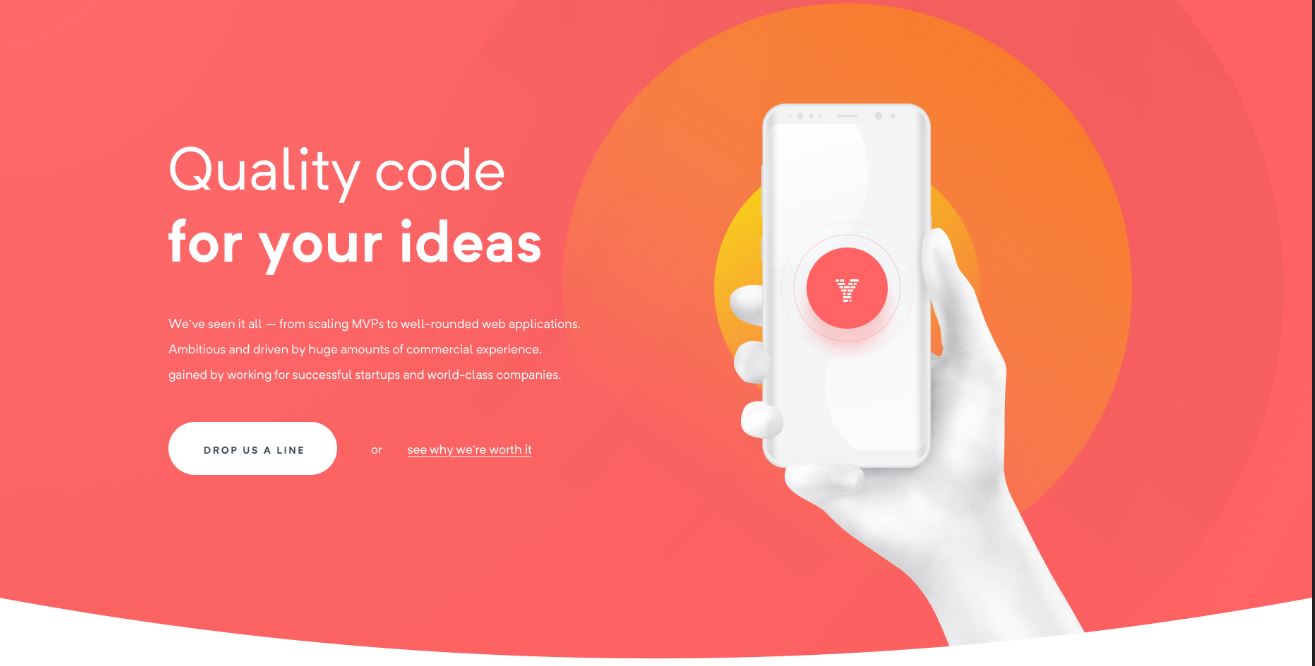 Quality code
for your ideas
We've seen it all — from scaling MVPs to well-rounded web applications.
Ambitious and driven by huge amounts of commercial experience.
gained by working for successful startups and world-class companies.
DROP US A LINE or see why we're worth it